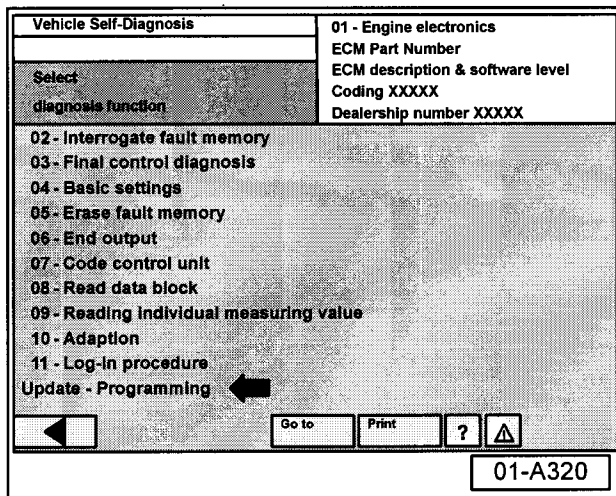 Vehicle Self-Diagnosis
01 - Engine electronics
ECM Part Number
ECM description & software level
Coding XXXXX
Dealership number XXXXX
Select
diagnosis function
02 - Interrogate fault memory
03 - Final control diagnosis
04 - Basic settings
05 - Erase fault memory
06 - End output
07 - Code control unit
08 - Read data block
09 - Reading individual measuring value
10 - Adaption
11 - Log-in procedure
Update - Programming
Go to
Print
?
01-A320